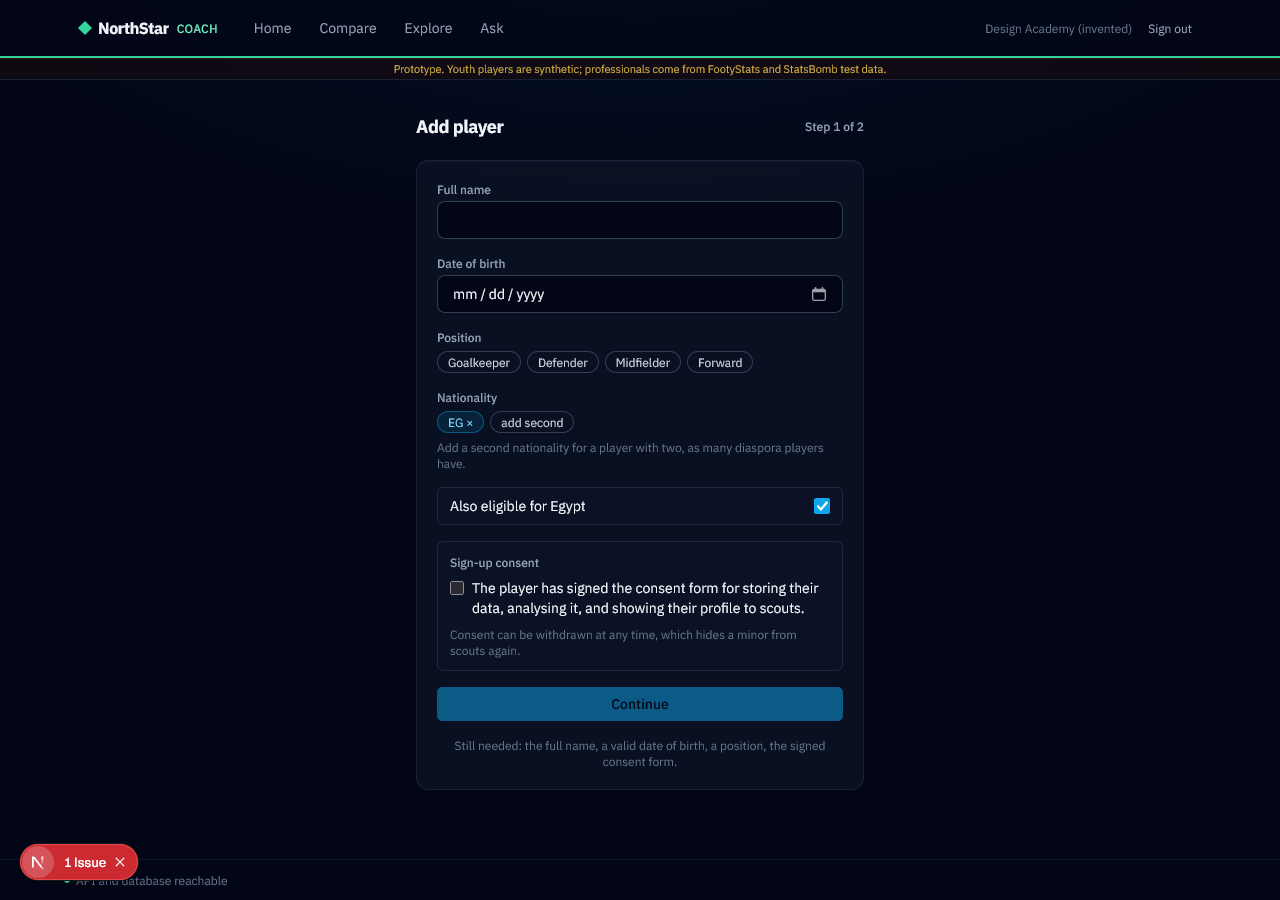 NorthStar COACH Home Compare Explore Ask Design Academy (invented) Sign out
Prototype. Youth players are synthetic; professionals come from FootyStats and StatsBomb test data.
Add player Step 1 of 2
Full name
Date of birth
mm / dd / yyyy
Position
Goalkeeper Defender Midfielder Forward
Nationality
EG × add second
Add a second nationality for a player with two, as many diaspora players
have.
Also eligible for Egypt
Sign-up consent
The player has signed the consent form for storing their
data, analysing it, and showing their profile to scouts.
Consent can be withdrawn at any time, which hides a minor from
scouts again.
Continue
Still needed: the full name, a valid date of birth, a position, the signed
consent form.
N 1 Issue ×
API and database reachable